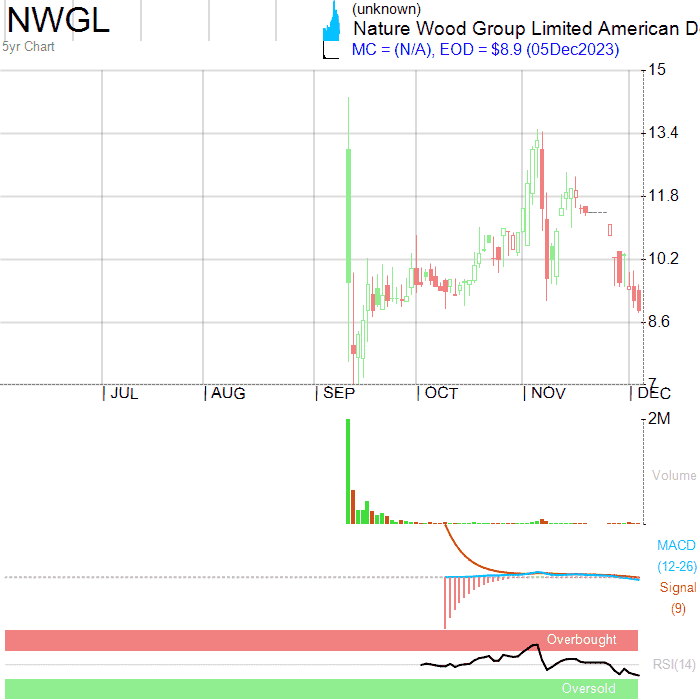 NWGL
5yr Chart
(unknown)
Nature Wood Group Limited American D
MC = (N/A), EOD = $8.9 (05Dec2023)
15
13.4
11.8
10.2
8.6
7
JUL
AUG
SEP
OCT
NOV
DEC
2M
Volume
MACD
(12-26)
Signal
(9)
Overbought
RSI(14)
Oversold